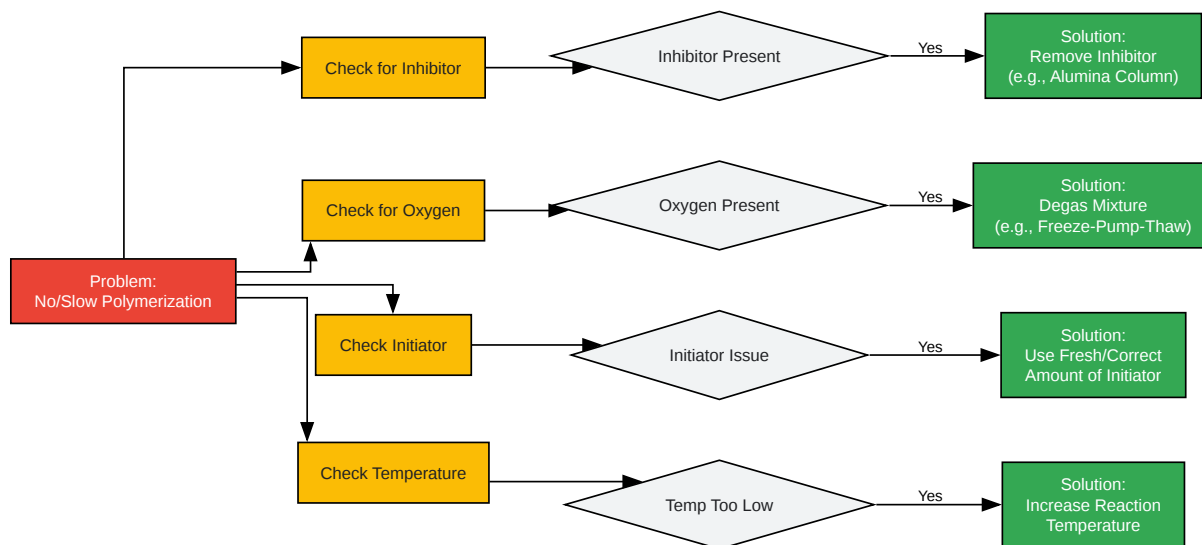 Check for Inhibitor
Inhibitor Present
Yes
Solution:
Remove Inhibitor
(e.g., Alumina Column)
Check for Oxygen
Oxygen Present
Yes
Solution:
Degas Mixture
(e.g., Freeze-Pump-Thaw)
Problem:
No/Slow Polymerization
Check Initiator
Initiator Issue
Yes
Solution:
Use Fresh/Correct
Amount of Initiator
Check Temperature
Temp Too Low
Yes
Solution:
Increase Reaction
Temperature